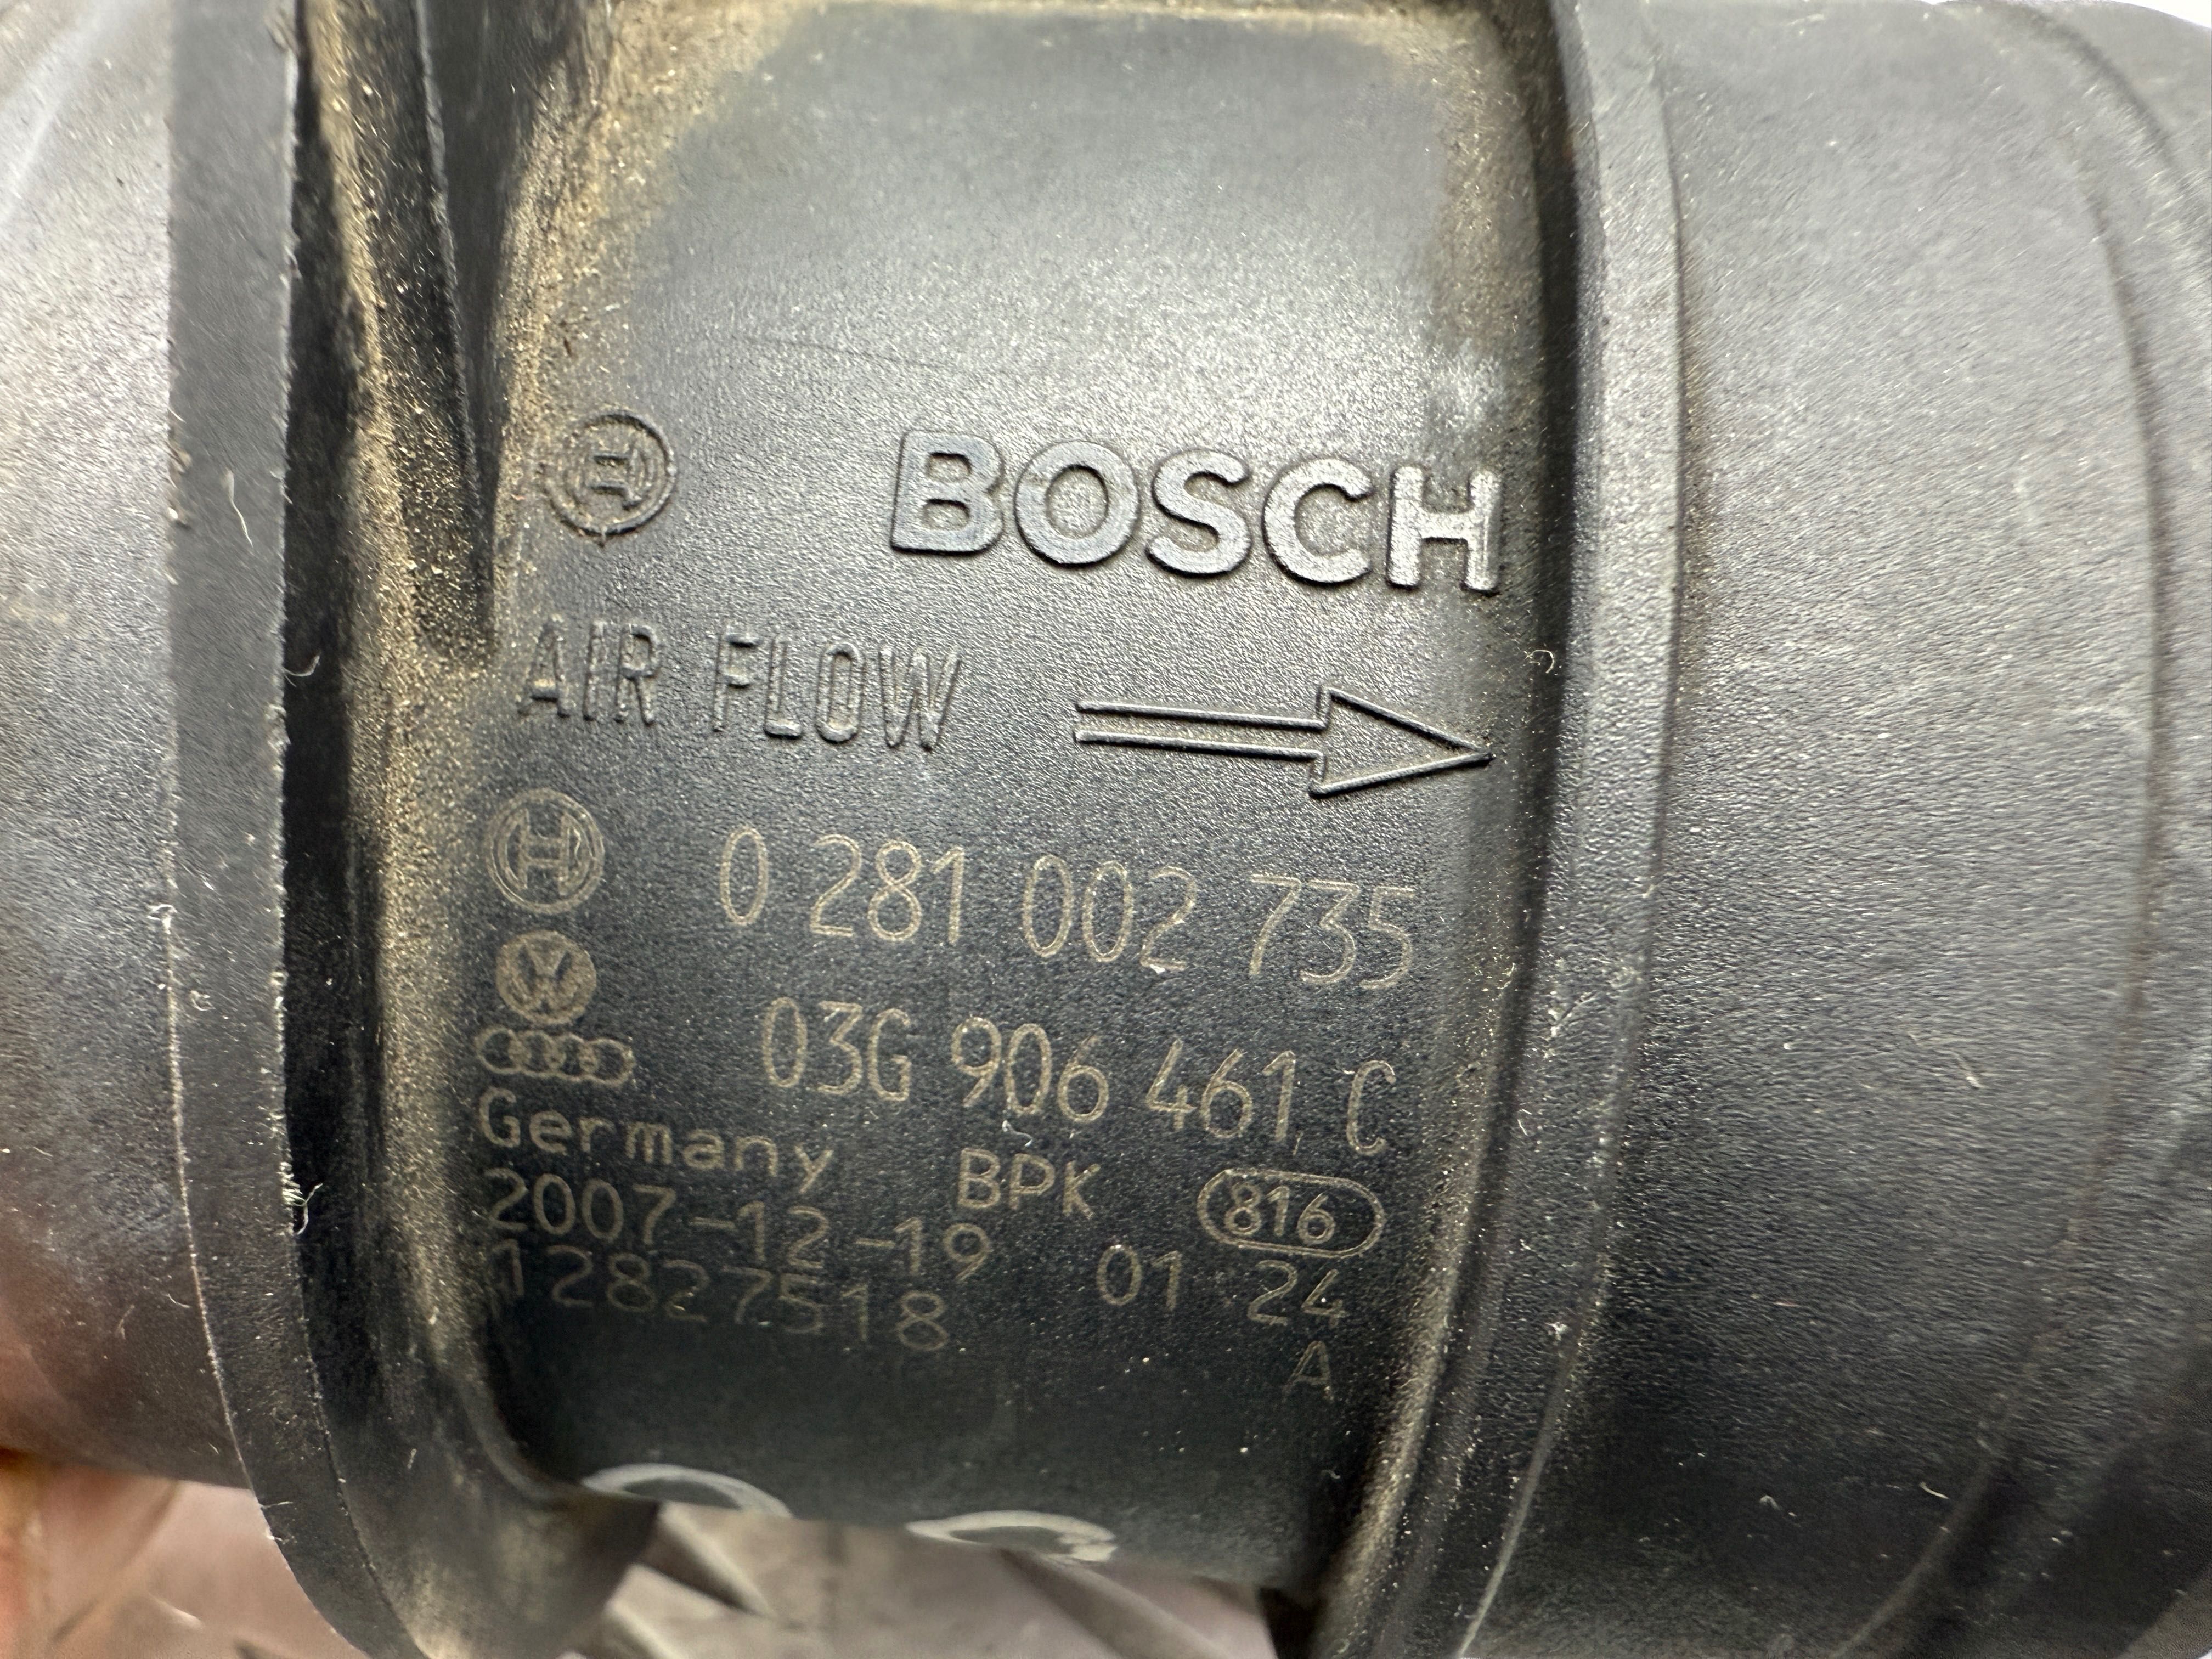 BOSCH
AIR FLOW
0 281 002 735
03G 906 461 C
Germany BPK 816
2007-12-19 01 24
12827518 A